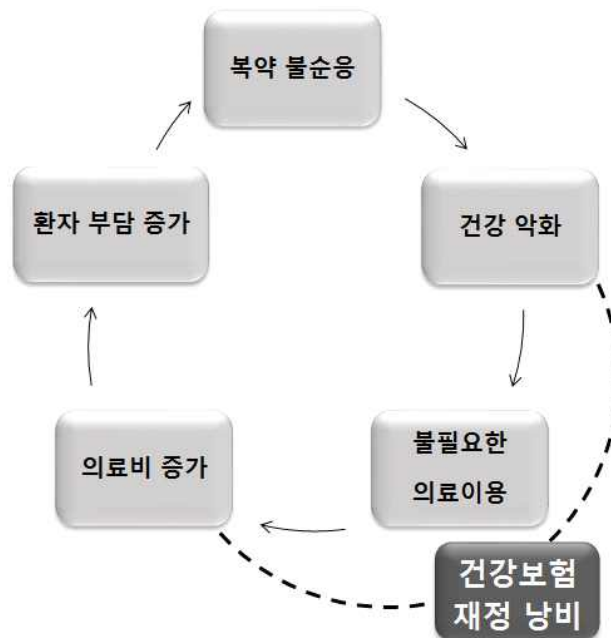 복약 불순응
환자 부담 증가
건강 악화
의료비 증가
불필요한
의료이용
건강보험
재정 낭비